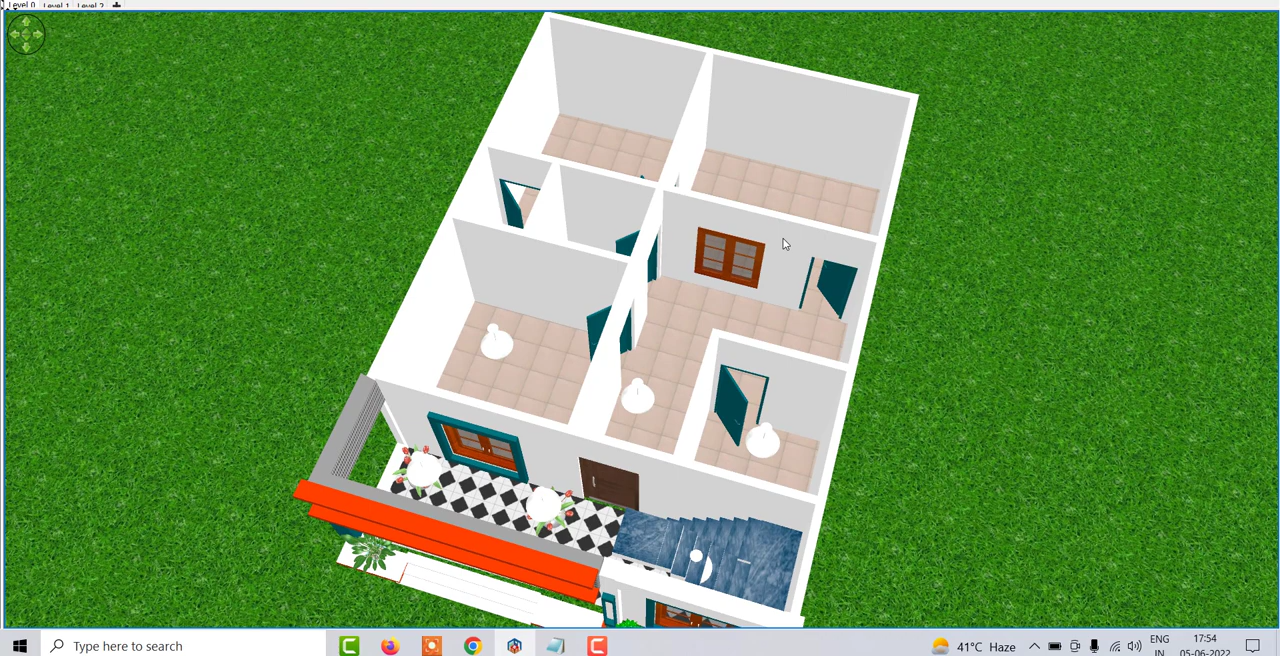 Level 0 Level 1 Level 2
Type here to search
41°C Haze
ENG
IN
17:54
05-06-2022